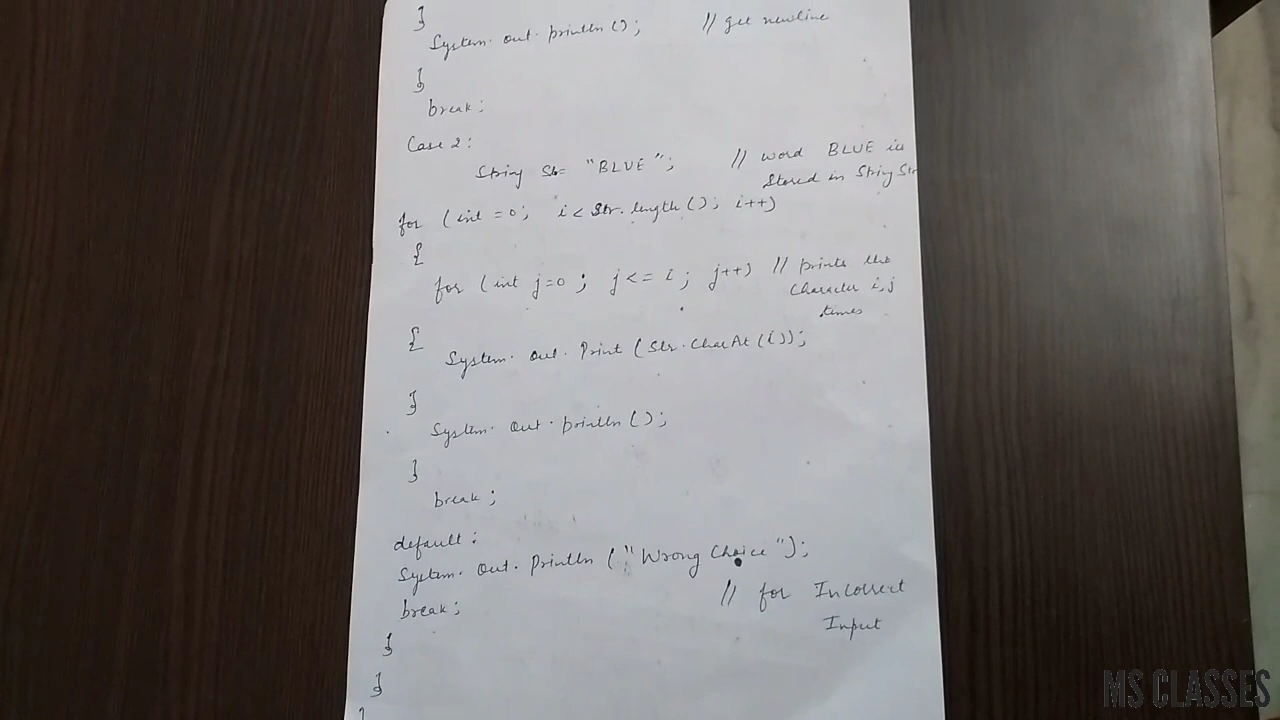 }
System. out. println (); // get newline
}
break;
Case 2:
String St= "BLUE"; // word BLUE is
Stored in String Str
for (int =0; i< Str. length (); i++)
{
for (int j=0; j<= i; j++) // prints the
Character i, j
times
{
System. out. Print (Str. CharAt (i));
}
System. Out. println ();
}
break;
default:
System. Out. Println ("Wrong Choice");
break; // for Incorrect
Input
}
}
}
MS CLASSES